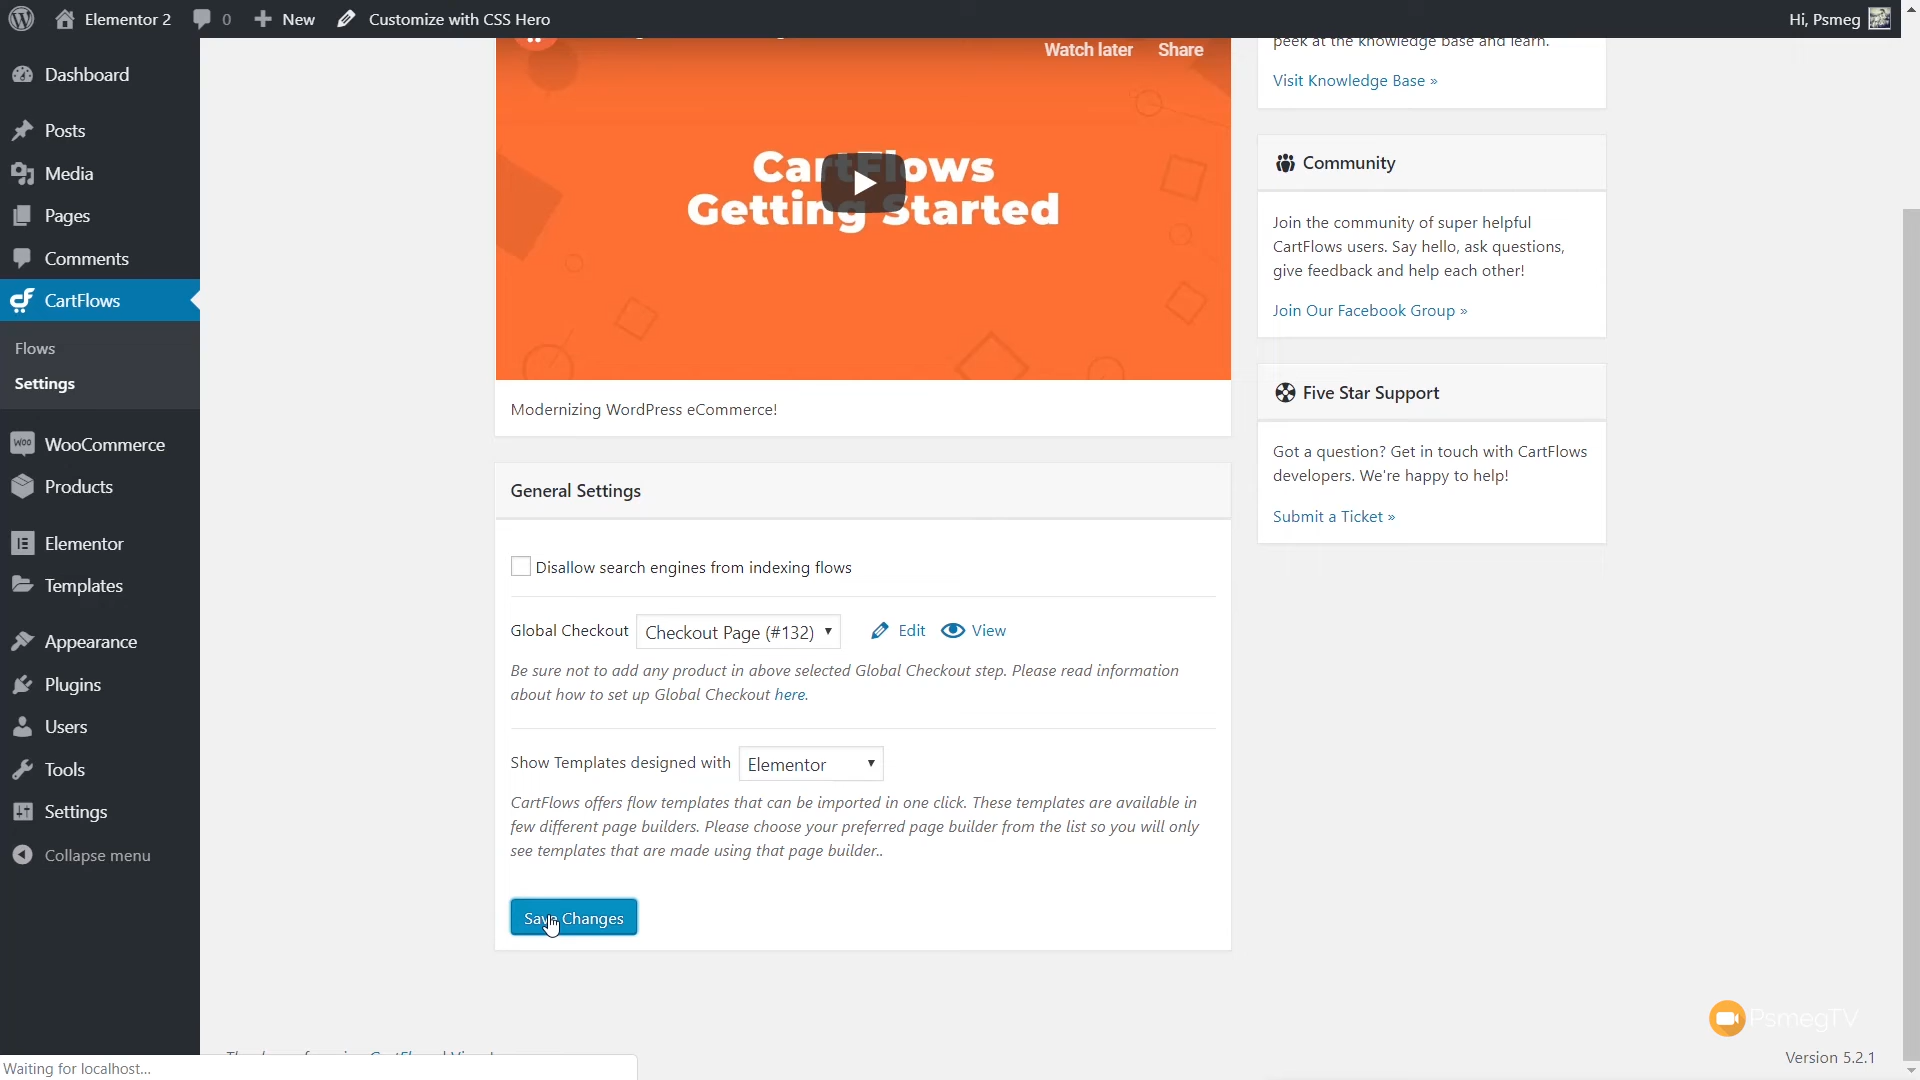 Elementor 2
0
New
Customize with CSS Hero
Hi, Psmeg
Dashboard
Posts
Media
Pages
Comments
CartFlows
Flows
Settings
WooCommerce
Products
Elementor
Templates
Appearance
Plugins
Users
Tools
Settings
Collapse menu
Watch later
Share
CartFlows
Getting Started
Modernizing WordPress eCommerce!
General Settings
Disallow search engines from indexing flows
Global Checkout Checkout Page (#132) Edit View
Be sure not to add any product in above selected Global Checkout step. Please read information
about how to set up Global Checkout here.
Show Templates designed with Elementor
CartFlows offers flow templates that can be imported in one click. These templates are available in
few different page builders. Please choose your preferred page builder from the list so you will only
see templates that are made using that page builder..
Save Changes
peek at the knowledge base and learn.
Visit Knowledge Base »
Community
Join the community of super helpful
CartFlows users. Say hello, ask questions,
give feedback and help each other!
Join Our Facebook Group »
Five Star Support
Got a question? Get in touch with CartFlows
developers. We're happy to help!
Submit a Ticket »
PsmegTV
Version 5.2.1
Waiting for localhost...